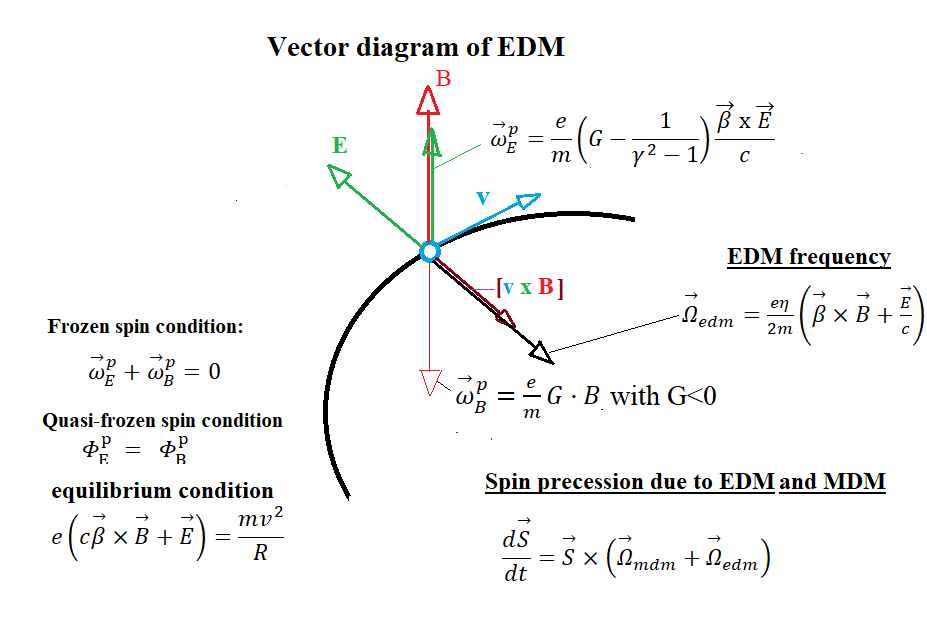 Vector diagram of EDM
B
E
v
ω⃗_E^p = e/m (G − 1/(γ² − 1)) (β⃗ x E⃗)/c
EDM frequency
[v x B]
Ω⃗_edm = eη/2m (β⃗ × B⃗ + E⃗/c)
Frozen spin condition:
ω⃗_E^p + ω⃗_B^p = 0
ω⃗_B^p = e/m G · B with G<0
Quasi-frozen spin condition
Φ_E^p = Φ_B^p
equilibrium condition
e (cβ⃗ × B⃗ + E⃗) = mv²/R
Spin precession due to EDM and MDM
dS⃗/dt = S⃗ × (Ω⃗_mdm + Ω⃗_edm)